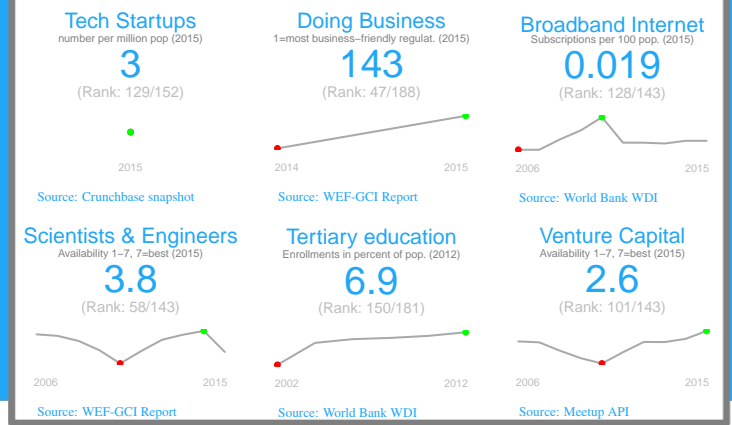 Tech Startups
number per million pop (2015)
3
(Rank: 129/152)
2015
Source: Crunchbase snapshot
Doing Business
1=most business−friendly regulat. (2015)
143
(Rank: 47/188)
2014 2015
Source: WEF-GCI Report
Broadband Internet
Subscriptions per 100 pop. (2015)
0.019
(Rank: 128/143)
2006 2015
Source: World Bank WDI
Scientists & Engineers
Availability 1−7, 7=best (2015)
3.8
(Rank: 58/143)
2006 2015
Source: WEF-GCI Report
Tertiary education
Enrollments in percent of pop. (2012)
6.9
(Rank: 150/181)
2002 2012
Source: World Bank WDI
Venture Capital
Availability 1−7, 7=best (2015)
2.6
(Rank: 101/143)
2006 2015
Source: Meetup API